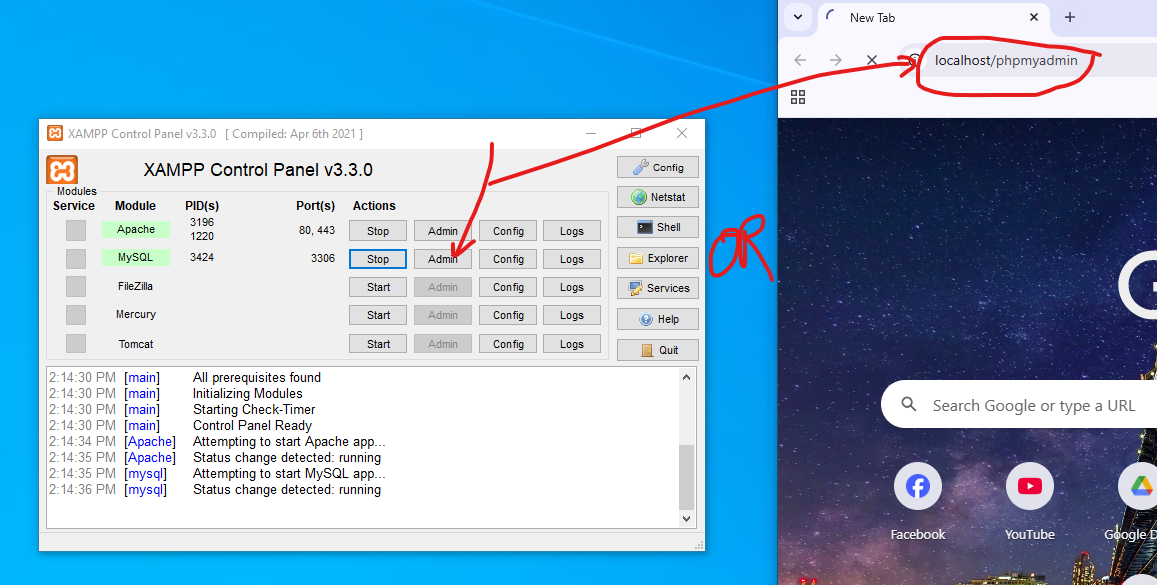 New Tab
localhost/phpmyadmin
XAMPP Control Panel v3.3.0 [ Compiled: Apr 6th 2021 ]
XAMPP Control Panel v3.3.0
Config
Modules
Service Module PID(s) Port(s) Actions
Netstat
Apache 3196 1220 80, 443 Stop Admin Config Logs
Shell
MySQL 3424 3306 Stop Admin Config Logs
Explorer
FileZilla Start Admin Config Logs
Services
Mercury Start Admin Config Logs
Help
Tomcat Start Admin Config Logs
Quit
OR
2:14:30 PM [main] All prerequisites found
2:14:30 PM [main] Initializing Modules
2:14:30 PM [main] Starting Check-Timer
2:14:30 PM [main] Control Panel Ready
2:14:34 PM [Apache] Attempting to start Apache app...
2:14:35 PM [Apache] Status change detected: running
2:14:35 PM [mysql] Attempting to start MySQL app...
2:14:36 PM [mysql] Status change detected: running
Search Google or type a URL
Facebook YouTube Google D